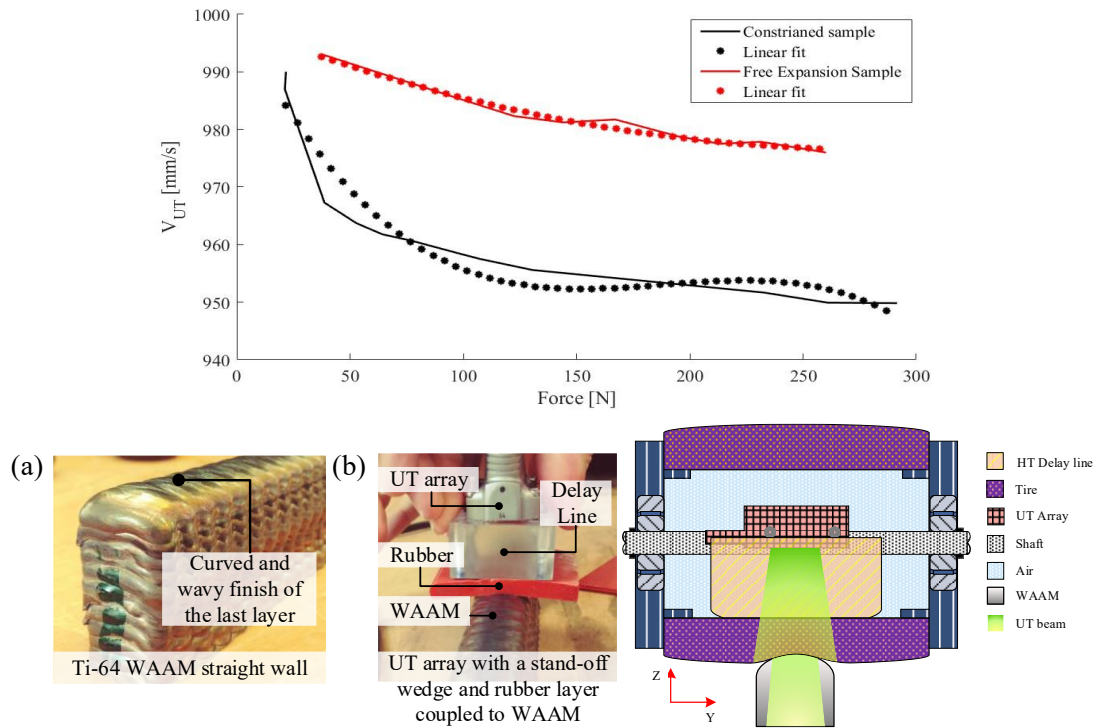 1000
990
980
970
960
950
940
V_UT [mm/s]
0
50
100
150
200
250
300
Force [N]
Constrianed sample
Linear fit
Free Expansion Sample
Linear fit
(a)
Curved and
wavy finish of
the last layer
Ti-64 WAAM straight wall
(b)
UT array
Delay
Line
Rubber
WAAM
UT array with a stand-off
wedge and rubber layer
coupled to WAAM
Z
Y
HT Delay line
Tire
UT Array
Shaft
Air
WAAM
UT beam